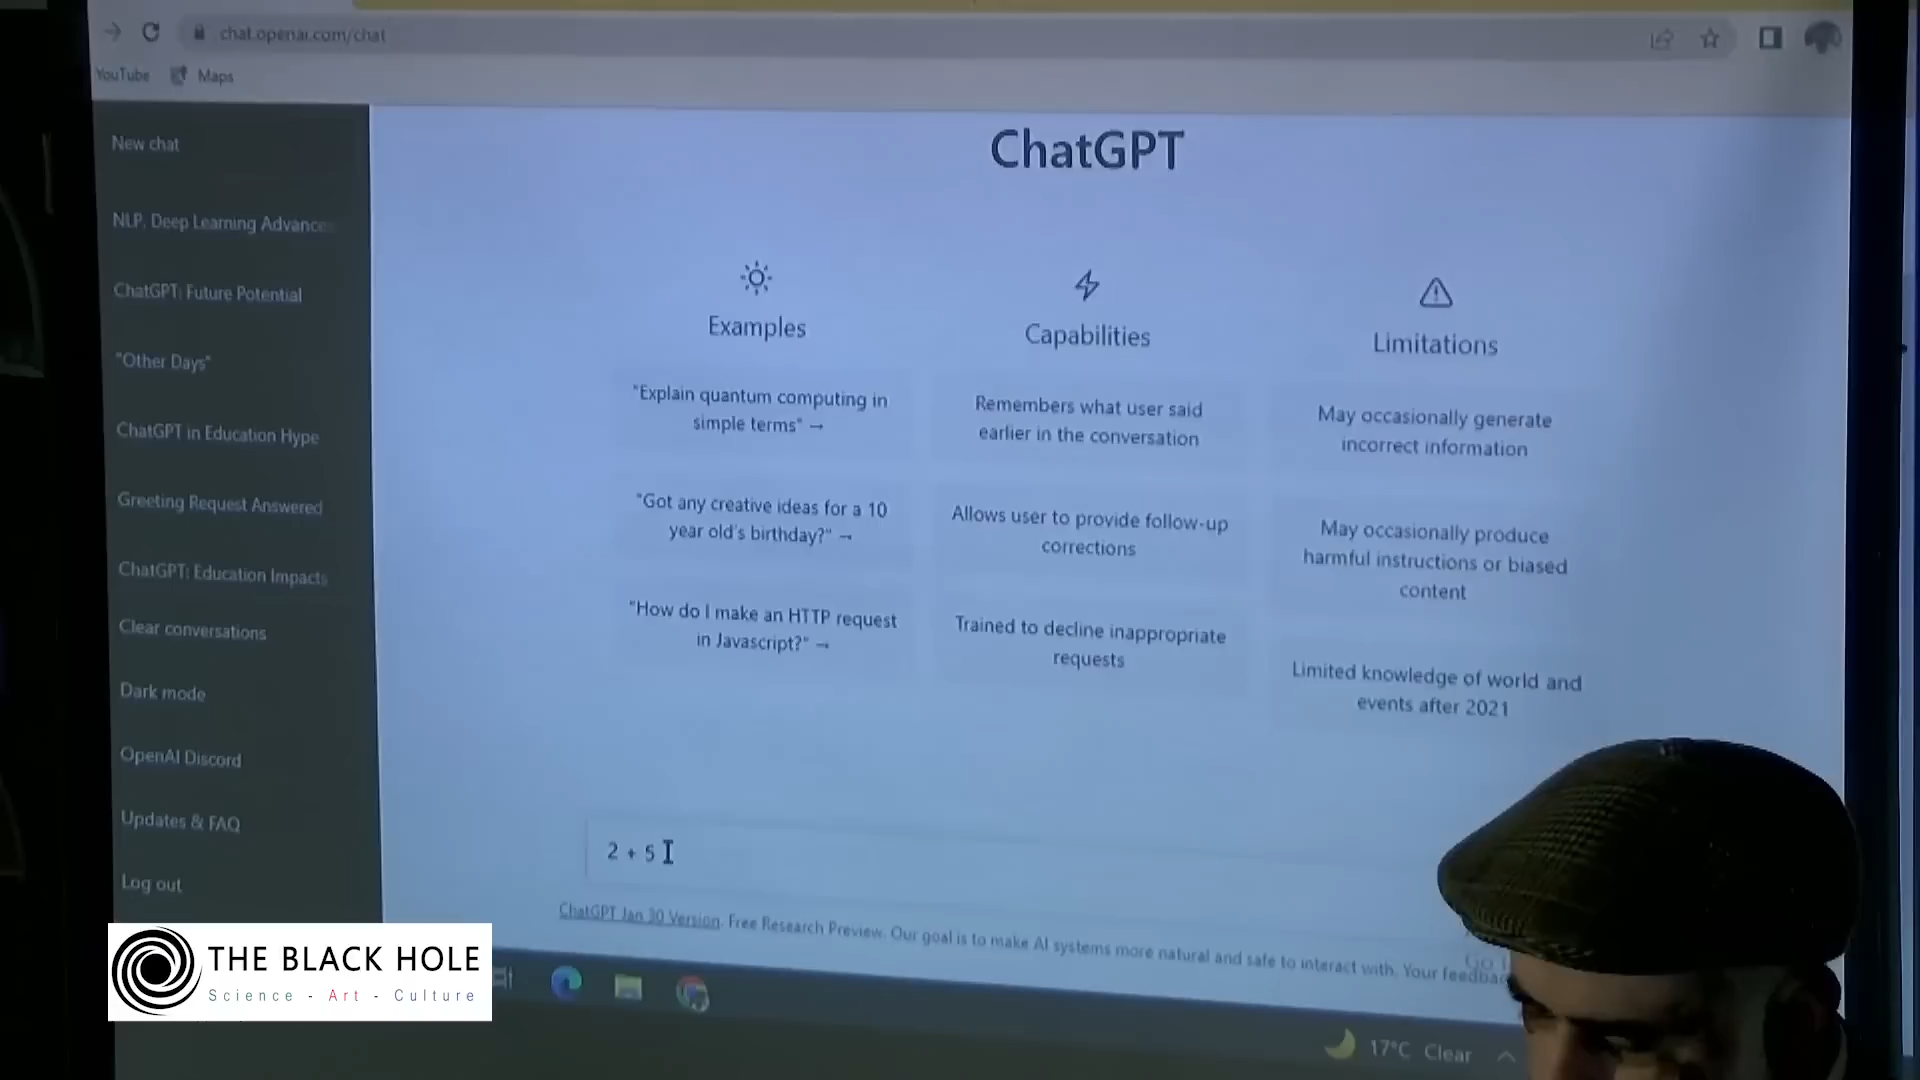 chat.openai.com/chat
YouTube
Maps
New chat
NLP, Deep Learning Advance
ChatGPT: Future Potential
"Other Days"
ChatGPT in Education Hype
Greeting Request Answered
ChatGPT: Education Impacts
Clear conversations
Dark mode
OpenAI Discord
Updates & FAQ
Log out
ChatGPT
Examples
"Explain quantum computing in
simple terms" →
"Got any creative ideas for a 10
year old's birthday?" →
"How do I make an HTTP request
in Javascript?" →
Capabilities
Remembers what user said
earlier in the conversation
Allows user to provide follow-up
corrections
Trained to decline inappropriate
requests
Limitations
May occasionally generate
incorrect information
May occasionally produce
harmful instructions or biased
content
Limited knowledge of world and
events after 2021
2 + 5
ChatGPT Jan 30 Version. Free Research Preview. Our goal is to make AI systems more natural and safe to interact with. Your feedbac
THE BLACK HOLE
Science - Art - Culture
17°C Clear